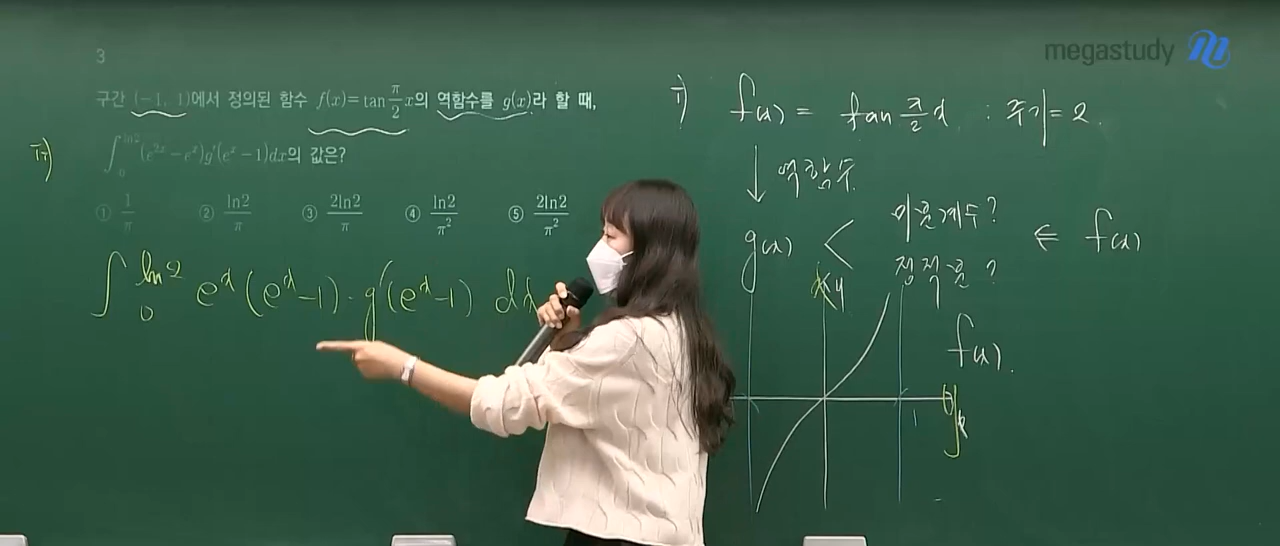 megastudy
3
구간 (-1, 1)에서 정의된 함수 f(x)=tan π/2 x의 역함수를 g(x)라 할 때,
∫₀^ln2 (e^2x-e^x)g'(e^x-1)dx의 값은?
① 1/π ② ln2/π ③ 2ln2/π ④ ln2/π² ⑤ 2ln2/π²
ii)
∫₀^ln2 e^x(e^x-1)·g'(e^x-1) dx
i) f(x) = tan π/2 x : 주기 = 2.
↓ 역함수
g(x) < 미분계수?
정적분?
⇐ f(x)
y
f(x).
1
y